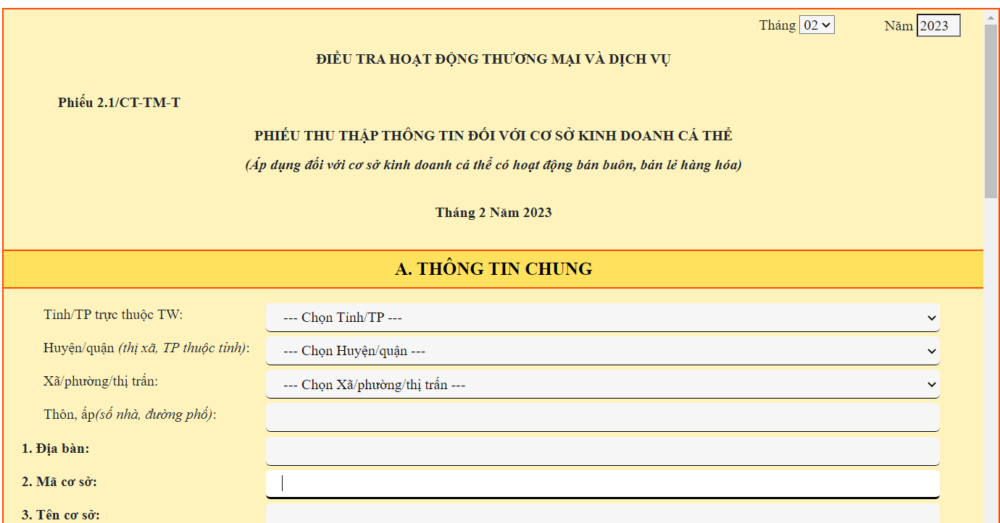 Tháng 02 Năm 2023
ĐIỀU TRA HOẠT ĐỘNG THƯƠNG MẠI VÀ DỊCH VỤ
Phiếu 2.1/CT-TM-T
PHIẾU THU THẬP THÔNG TIN ĐỐI VỚI CƠ SỞ KINH DOANH CÁ THỂ
(Áp dụng đối với cơ sở kinh doanh cá thể có hoạt động bán buôn, bán lẻ hàng hóa)
Tháng 2 Năm 2023
A. THÔNG TIN CHUNG
Tỉnh/TP trực thuộc TW: --- Chọn Tỉnh/TP ---
Huyện/quận (thị xã, TP thuộc tỉnh): --- Chọn Huyện/quận ---
Xã/phường/thị trấn: --- Chọn Xã/phường/thị trấn ---
Thôn, ấp(số nhà, đường phố):
1. Địa bàn:
2. Mã cơ sở:
3. Tên cơ sở: